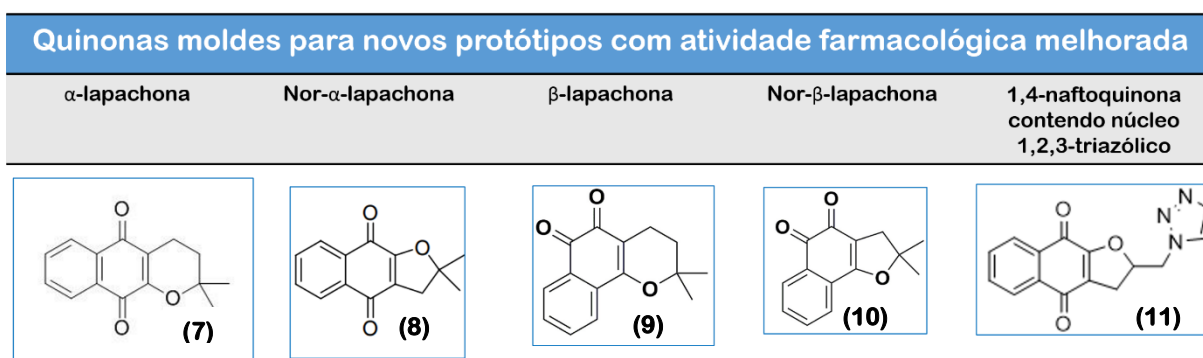 Quinonas moldes para novos protótipos com atividade farmacológica melhorada
α-lapachona
Nor-α-lapachona
β-lapachona
Nor-β-lapachona
1,4-naftoquinona
contendo núcleo
1,2,3-triazólico
O
O
O
(7)
O
O
O
(8)
O
O
O
(9)
O
O
O
(10)
O
O
O
N
N
N
(11)